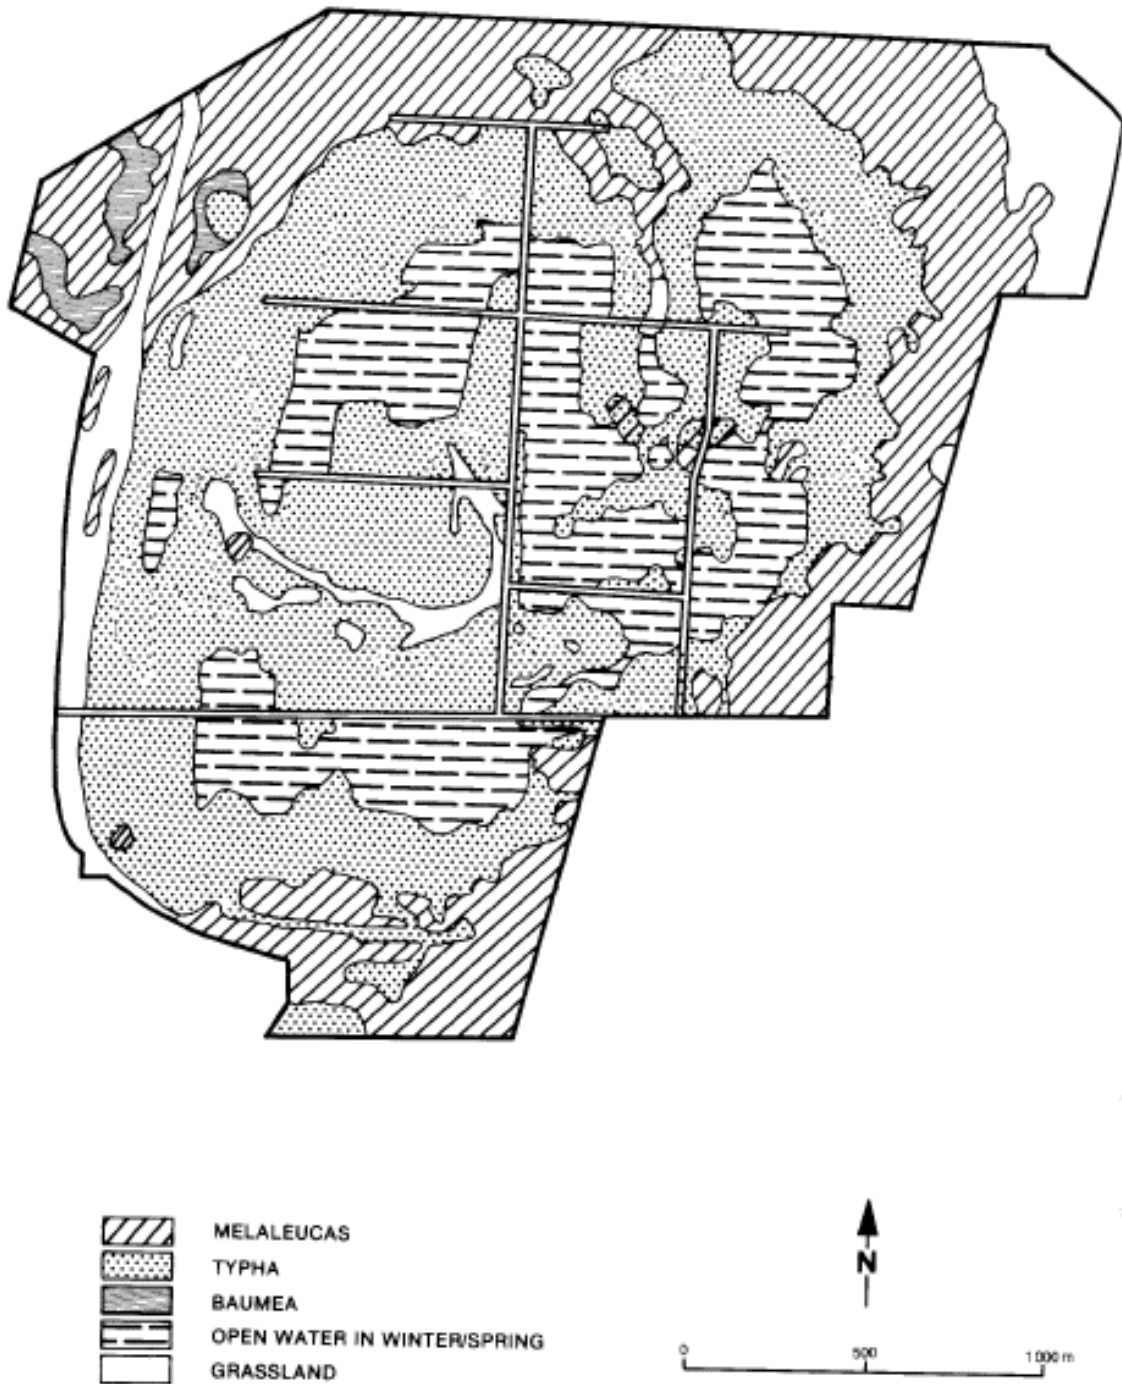 MELALEUCAS
TYPHA
BAUMEA
OPEN WATER IN WINTER/SPRING
GRASSLAND
N
0 500 1000 m